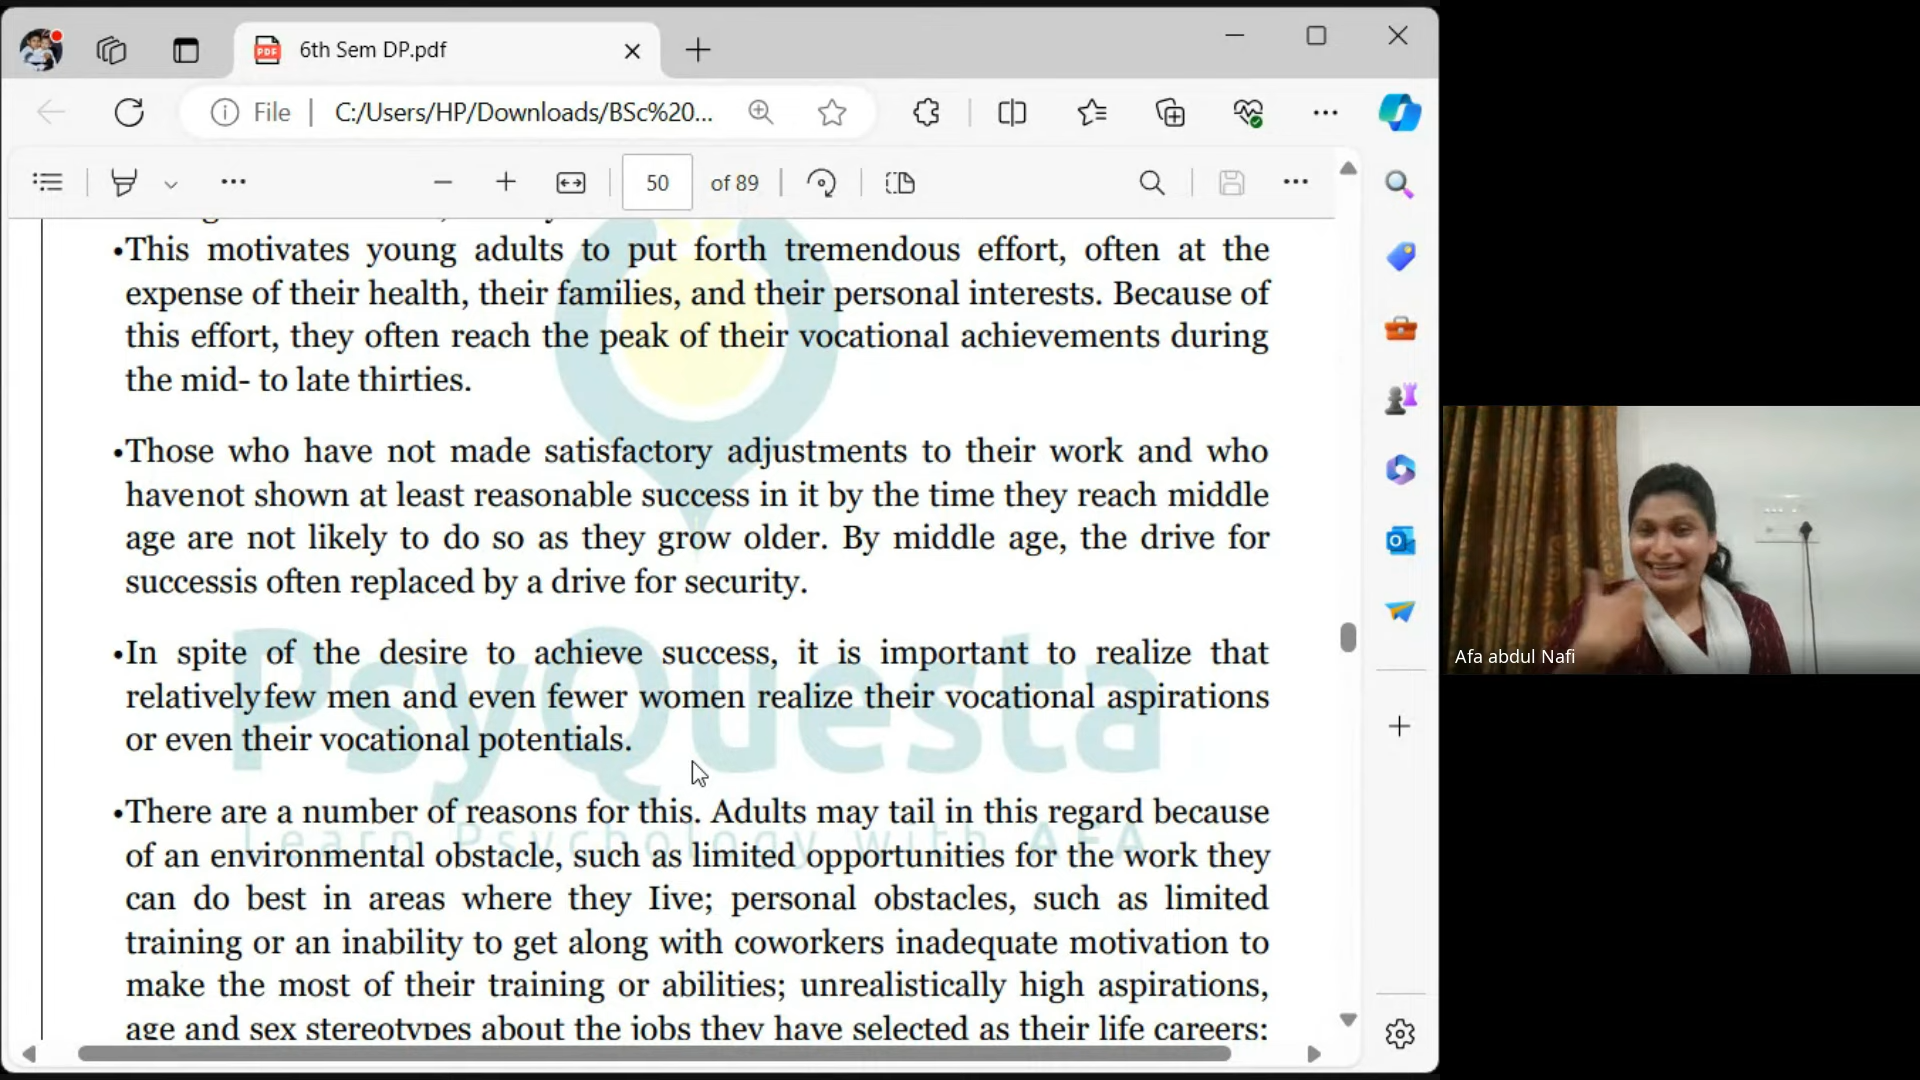 6th Sem DP.pdf
File
C:/Users/HP/Downloads/BSc%20...
50 of 89
•This motivates young adults to put forth tremendous effort, often at the
expense of their health, their families, and their personal interests. Because of
this effort, they often reach the peak of their vocational achievements during
the mid- to late thirties.
•Those who have not made satisfactory adjustments to their work and who
havenot shown at least reasonable success in it by the time they reach middle
age are not likely to do so as they grow older. By middle age, the drive for
successis often replaced by a drive for security.
•In spite of the desire to achieve success, it is important to realize that
relatively few men and even fewer women realize their vocational aspirations
or even their vocational potentials.
•There are a number of reasons for this. Adults may tail in this regard because
of an environmental obstacle, such as limited opportunities for the work they
can do best in areas where they Iive; personal obstacles, such as limited
training or an inability to get along with coworkers inadequate motivation to
make the most of their training or abilities; unrealistically high aspirations,
age and sex stereotypes about the jobs they have selected as their life careers;
PsyQuesta
Learn Psychology with AFA
Afa abdul Nafi